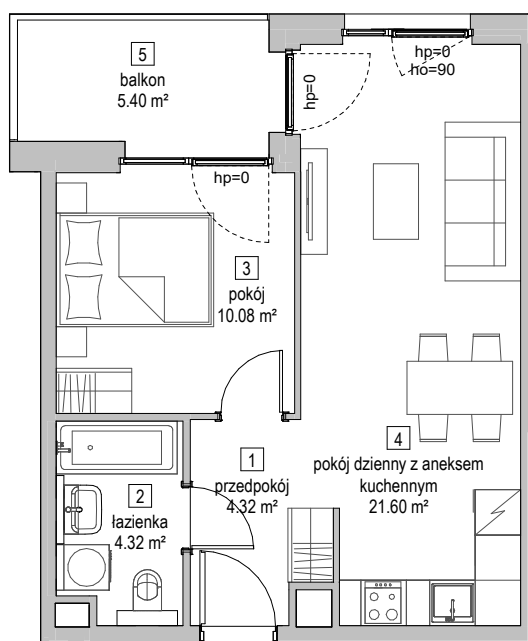 5
balkon
5.40 m²
hp=0
ho=90
hp=0
hp=0
3
pokój
10.08 m²
4
pokój dzienny z aneksem
kuchennym
21.60 m²
1
przedpokój
4.32 m²
2
łazienka
4.32 m²